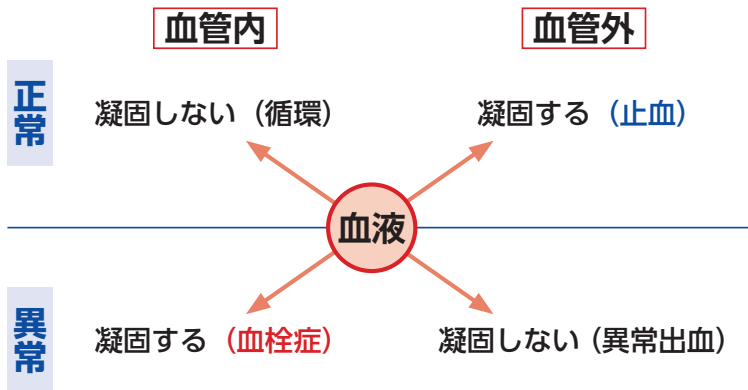 血管内 血管外
正常
凝固しない（循環） 凝固する（止血）
血液
異常
凝固する（血栓症） 凝固しない（異常出血）